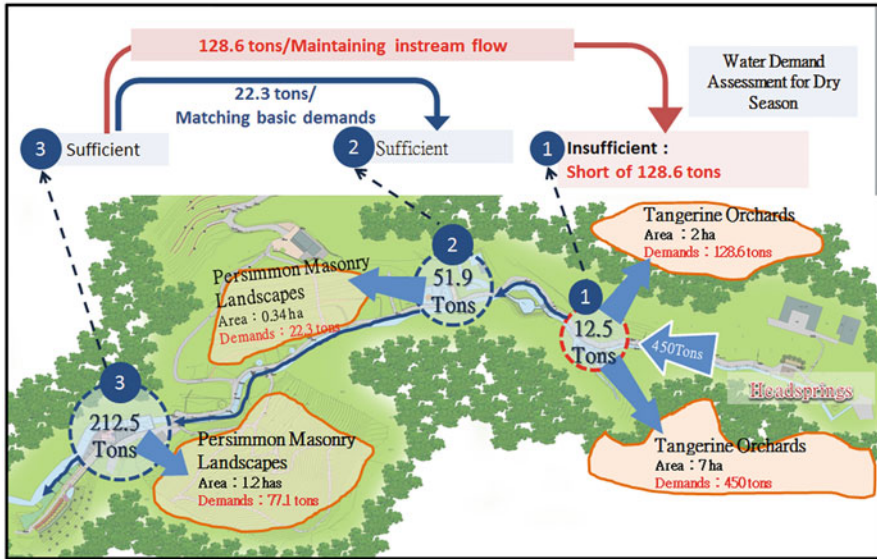 128.6 tons/Maintaining instream flow
Water Demand
Assessment for Dry
Season
22.3 tons/
Matching basic demands
3 Sufficient
2 Sufficient
1 Insufficient：
Short of 128.6 tons
Tangerine Orchards
Area：2 ha
Demands：128.6tons
2
51.9
Tons
Persimmon Masonry
Landscapes
Area：0.34 ha
Demands：22.3 tons
1
12.5
Tons
450Tons
Headsprings
3
212.5
Tons
Persimmon Masonry
Landscapes
Area：1.2 has
Demands：77.1 tons
Tangerine Orchards
Area：7 ha
Demands：450 tons